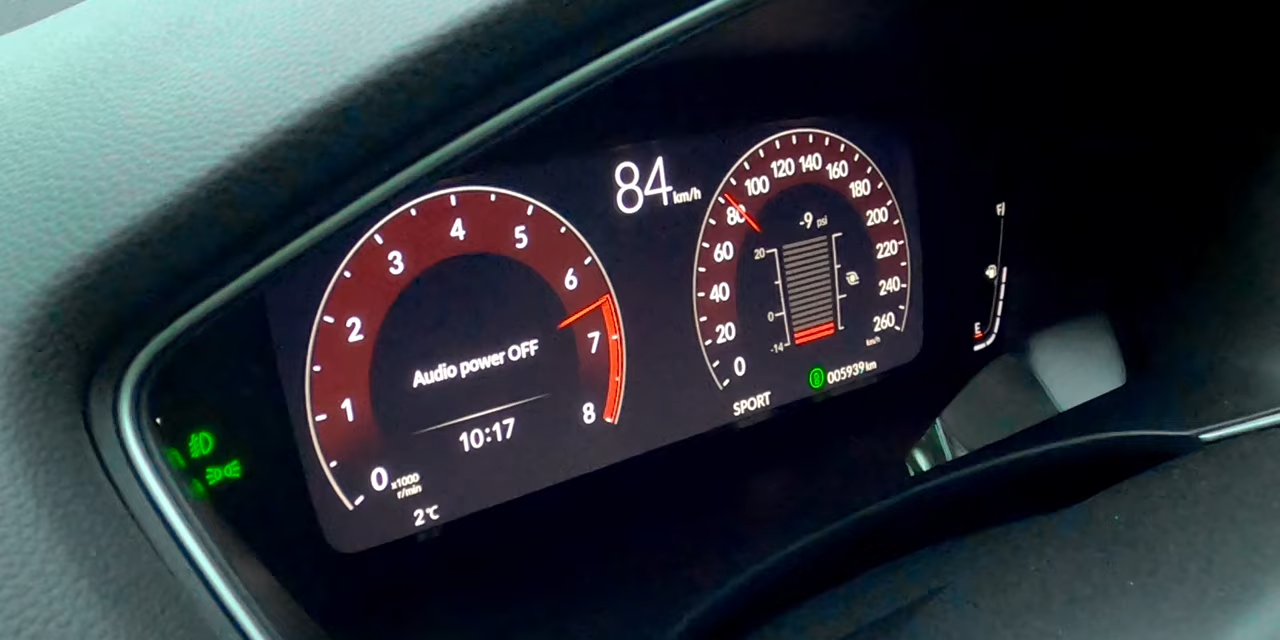 84 km/h
0
1
2
3
4
5
6
7
8
x1000
r/min
Audio power OFF
10:17
2℃
0
20
40
60
80
100
120
140
160
180
200
220
240
260
km/h
-9 psi
20
0
-14
SPORT
005939 km
F
E